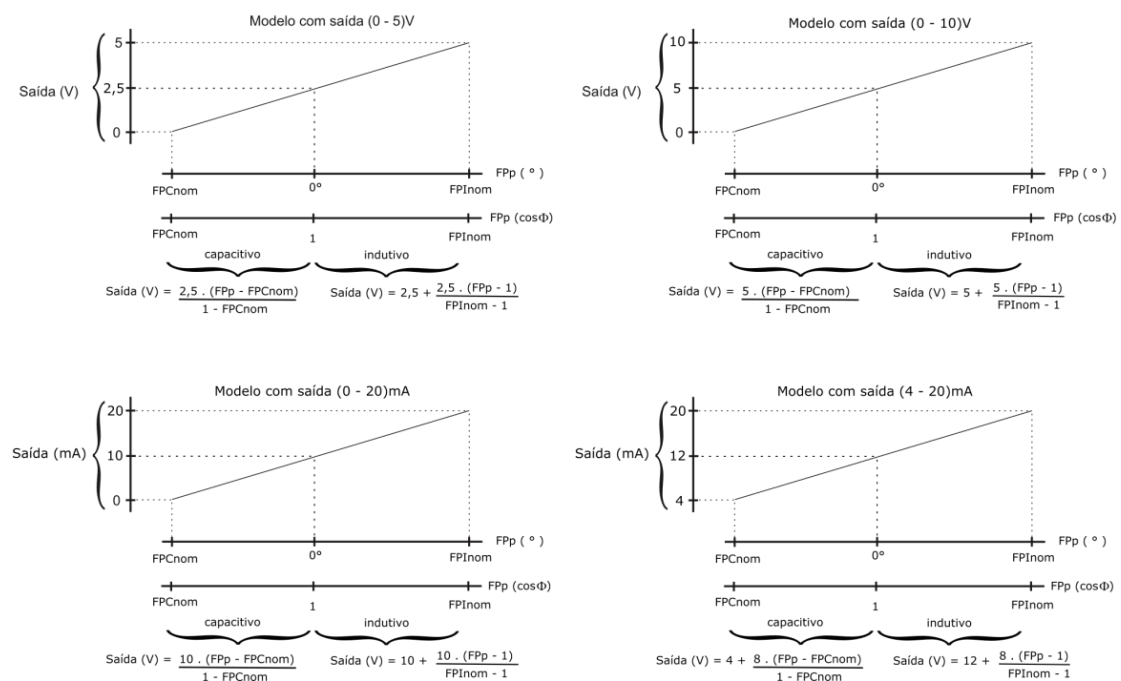 Modelo com saída (0 - 5)V
5
Saída (V)
2,5
0
FPp ( ° )
FPCnom
0°
FPInom
FPp (cosΦ)
FPCnom
1
FPInom
capacitivo
indutivo
Saída (V) = 2,5 . (FPp - FPCnom)
1 - FPCnom
Saída (V) = 2,5 + 2,5 . (FPp - 1)
FPInom - 1
Modelo com saída (0 - 10)V
10
Saída (V)
5
0
FPp ( ° )
FPCnom
0°
FPInom
FPp (cosΦ)
FPCnom
1
FPInom
capacitivo
indutivo
Saída (V) = 5 . (FPp - FPCnom)
1 - FPCnom
Saída (V) = 5 + 5 . (FPp - 1)
FPInom - 1
Modelo com saída (0 - 20)mA
20
Saída (mA)
10
0
FPp ( ° )
FPCnom
0°
FPInom
FPp (cosΦ)
FPCnom
1
FPInom
capacitivo
indutivo
Saída (V) = 10 . (FPp - FPCnom)
1 - FPCnom
Saída (V) = 10 + 10 . (FPp - 1)
FPInom - 1
Modelo com saída (4 - 20)mA
20
Saída (mA)
12
4
FPp ( ° )
FPCnom
0°
FPInom
FPp (cosΦ)
FPCnom
1
FPInom
capacitivo
indutivo
Saída (V) = 4 + 8 . (FPp - FPCnom)
1 - FPCnom
Saída (V) = 12 + 8 . (FPp - 1)
FPInom - 1